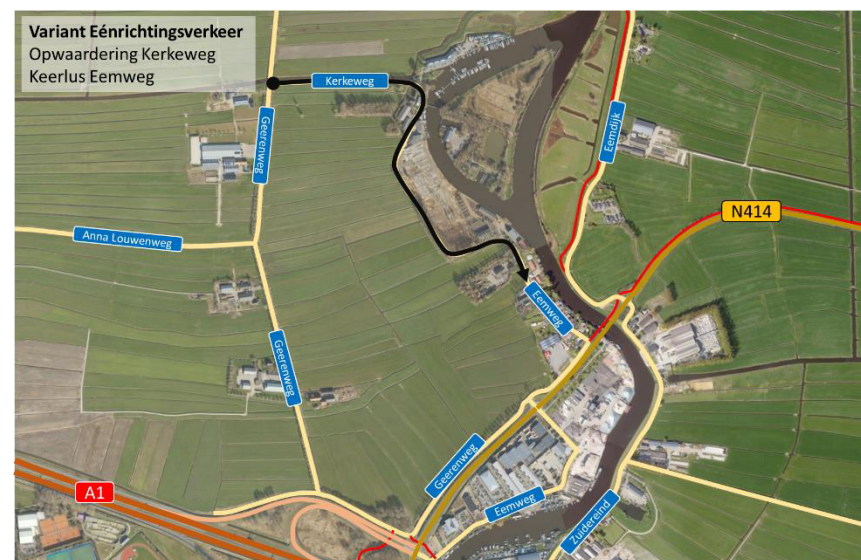 Variant Eénrichtingsverkeer
Opwaardering Kerkeweg
Keerlus Eemweg
Kerkeweg
Geerenweg
Eemdijk
N414
Anna Louwenweg
Eemweg
Geerenweg
Geerenweg
A1
Eemweg
Zuidereind